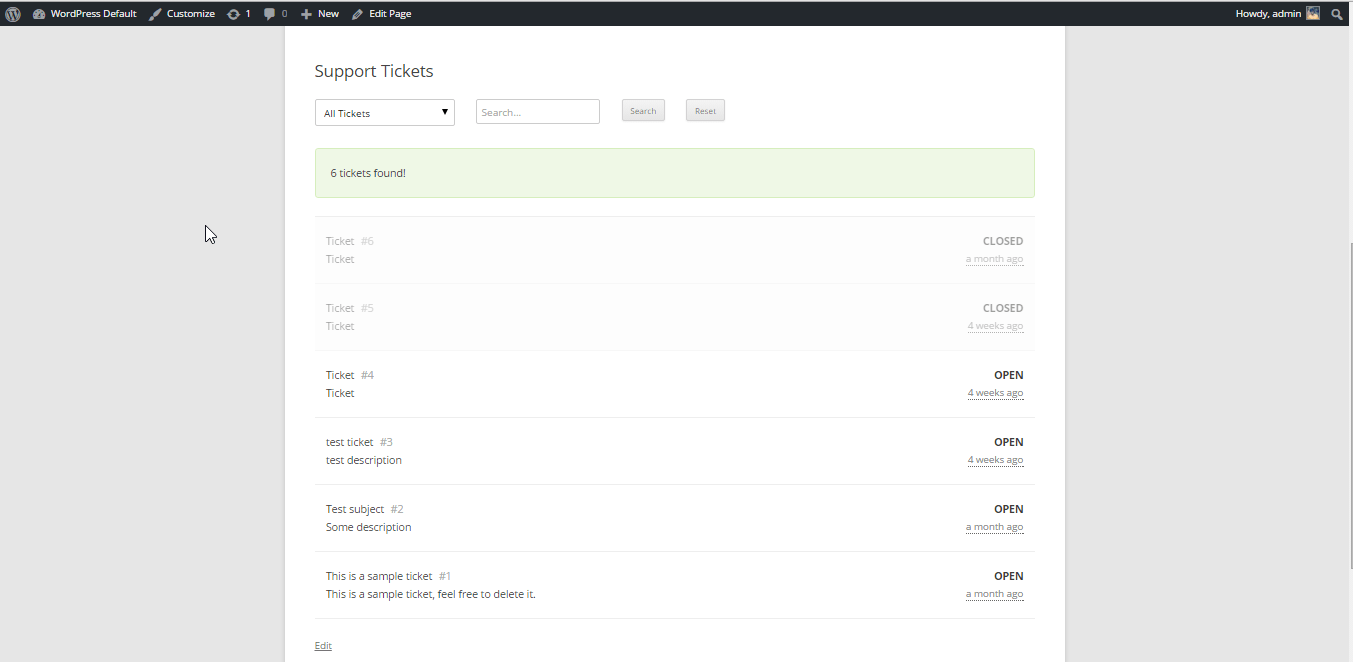 WordPress Default Customize 1 0 New Edit Page Howdy, admin
Support Tickets
All Tickets Search... Search Reset
6 tickets found!
Ticket #6 CLOSED
Ticket a month ago
Ticket #5 CLOSED
Ticket 4 weeks ago
Ticket #4 OPEN
Ticket 4 weeks ago
test ticket #3 OPEN
test description 4 weeks ago
Test subject #2 OPEN
Some description a month ago
This is a sample ticket #1 OPEN
This is a sample ticket, feel free to delete it. a month ago
Edit